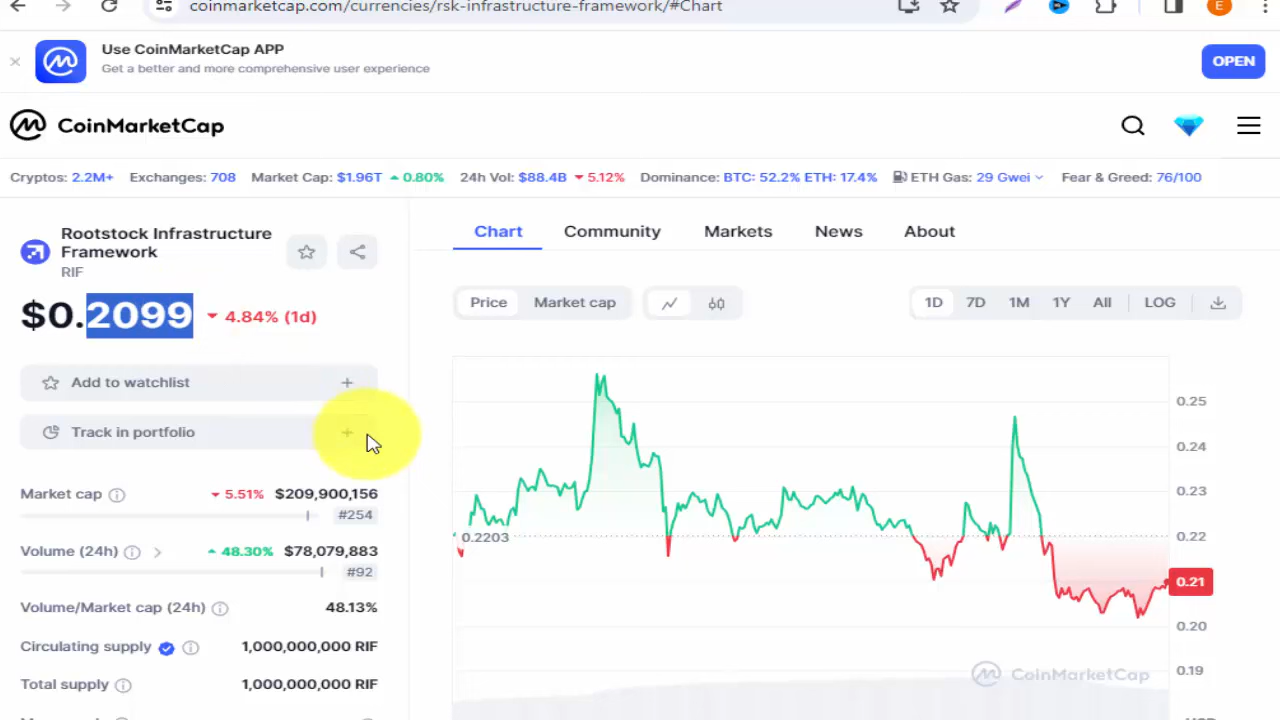 coinmarketcap.com/currencies/rsk-infrastructure-framework/#Chart
E
Use CoinMarketCap APP
Get a better and more comprehensive user experience
OPEN
CoinMarketCap
Cryptos: 2.2M+ Exchanges: 708 Market Cap: $1.96T 0.80% 24h Vol: $88.4B 5.12% Dominance: BTC: 52.2% ETH: 17.4% ETH Gas: 29 Gwei Fear & Greed: 76/100
Rootstock Infrastructure
Framework
RIF
$0.2099 4.84% (1d)
Add to watchlist +
Track in portfolio +
Market cap 5.51% $209,900,156
#254
Volume (24h) 48.30% $78,079,883
#92
Volume/Market cap (24h) 48.13%
Circulating supply 1,000,000,000 RIF
Total supply 1,000,000,000 RIF
Chart Community Markets News About
Price Market cap 1D 7D 1M 1Y All LOG
0.25
0.24
0.23
0.2203 0.22
0.21
0.20
0.19
CoinMarketCap